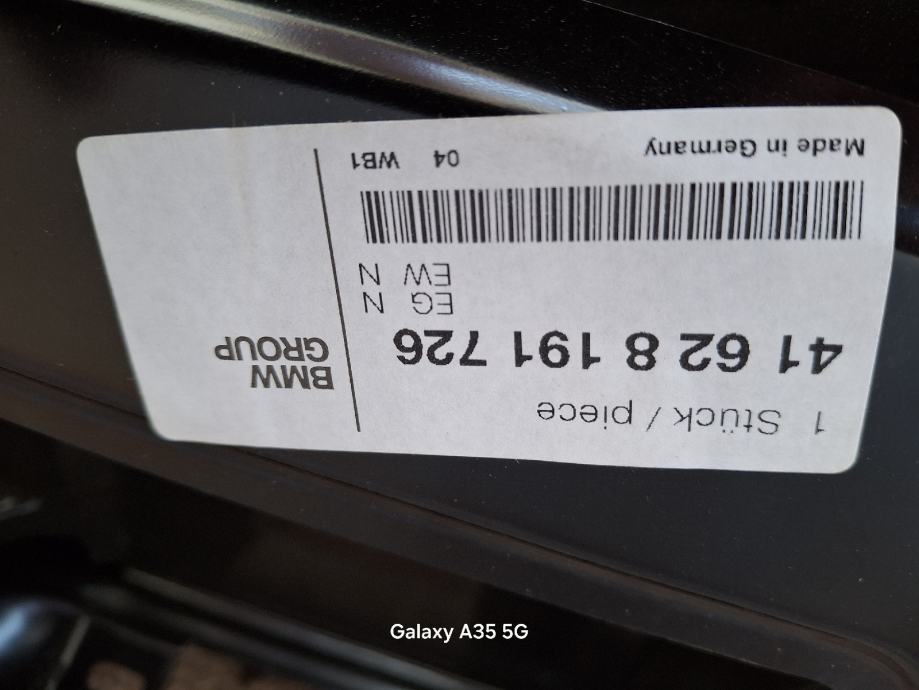 1 Stück / piece
41 62 8 191 726
EG N
EW N
Made in Germany 04 WB1
BMW
GROUP
Galaxy A35 5G